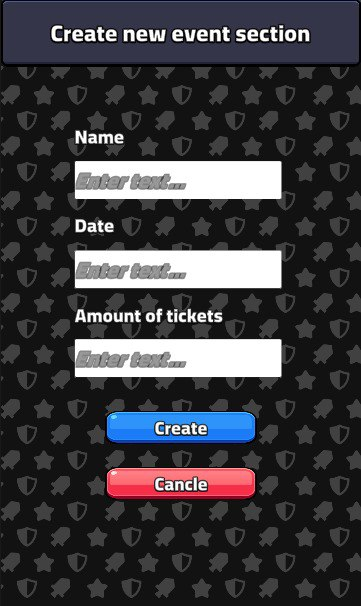 Create new event section
Name
Enter text...
Date
Enter text...
Amount of tickets
Enter text...
Create
Cancle